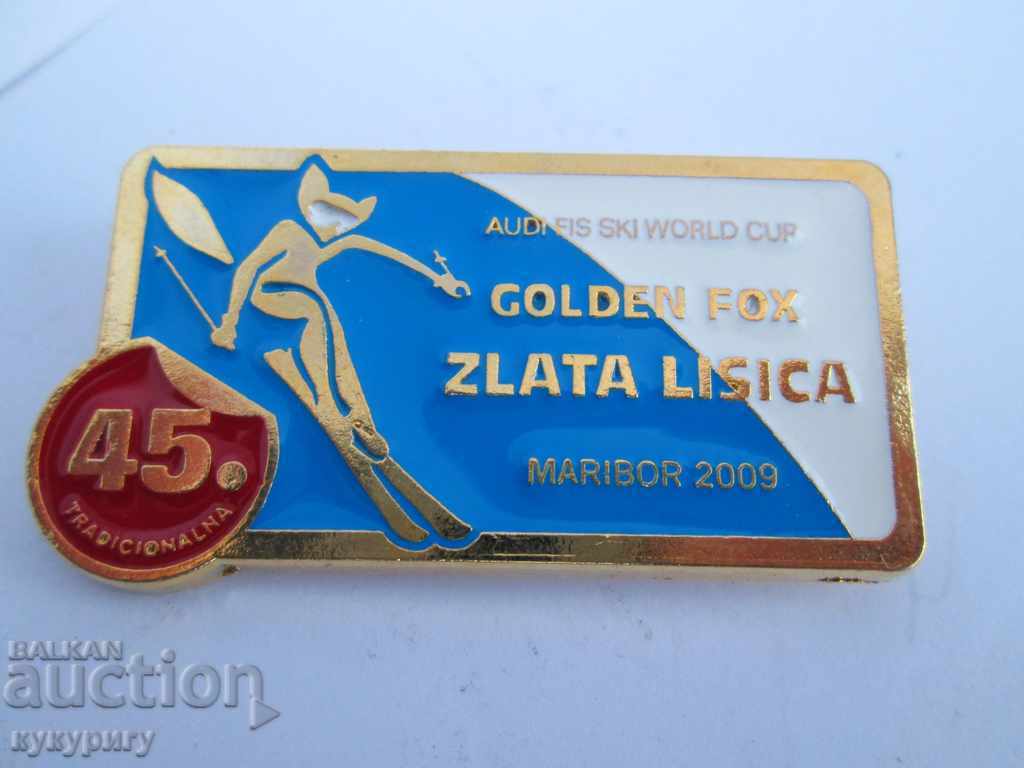 AUDI FIS SKI WORLD CUP
GOLDEN FOX
ZLATA LISICA
MARIBOR 2009
45.
TRADICIONALNA
BALKAN
auction
кукуригу